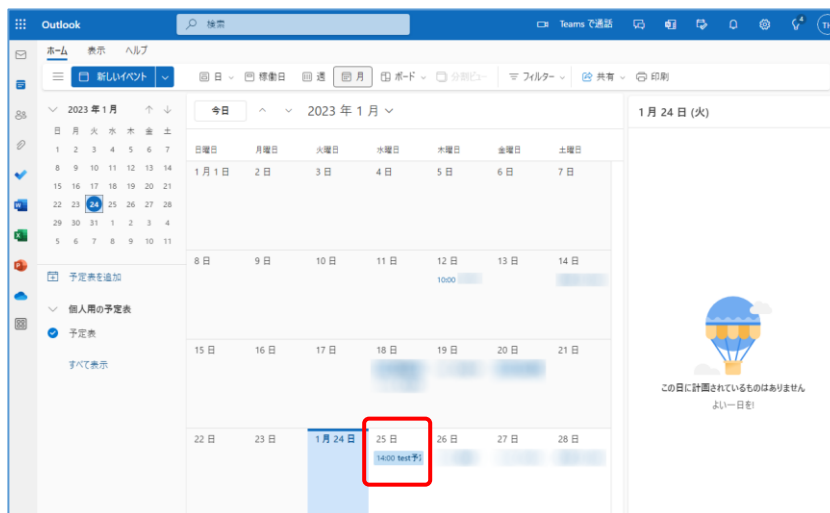 Outlook
検索
Teams で通話
ホーム 表示 ヘルプ
新しいイベント
日 稼働日 週 月 ボード 分割ビュー フィルター 共有 印刷
2023 年 1 月
日 月 火 水 木 金 土
1 2 3 4 5 6 7
8 9 10 11 12 13 14
15 16 17 18 19 20 21
22 23 24 25 26 27 28
29 30 31 1 2 3 4
5 6 7 8 9 10 11
予定表を追加
個人用の予定表
予定表
すべて表示
今日 2023 年 1 月
日曜日 月曜日 火曜日 水曜日 木曜日 金曜日 土曜日
1 月 1 日 2 日 3 日 4 日 5 日 6 日 7 日
8 日 9 日 10 日 11 日 12 日 13 日 14 日
10:00
15 日 16 日 17 日 18 日 19 日 20 日 21 日
22 日 23 日 1 月 24 日 25 日 26 日 27 日 28 日
14:00 test予
1 月 24 日 (火)
この日に計画されているものはありません
よい一日を!